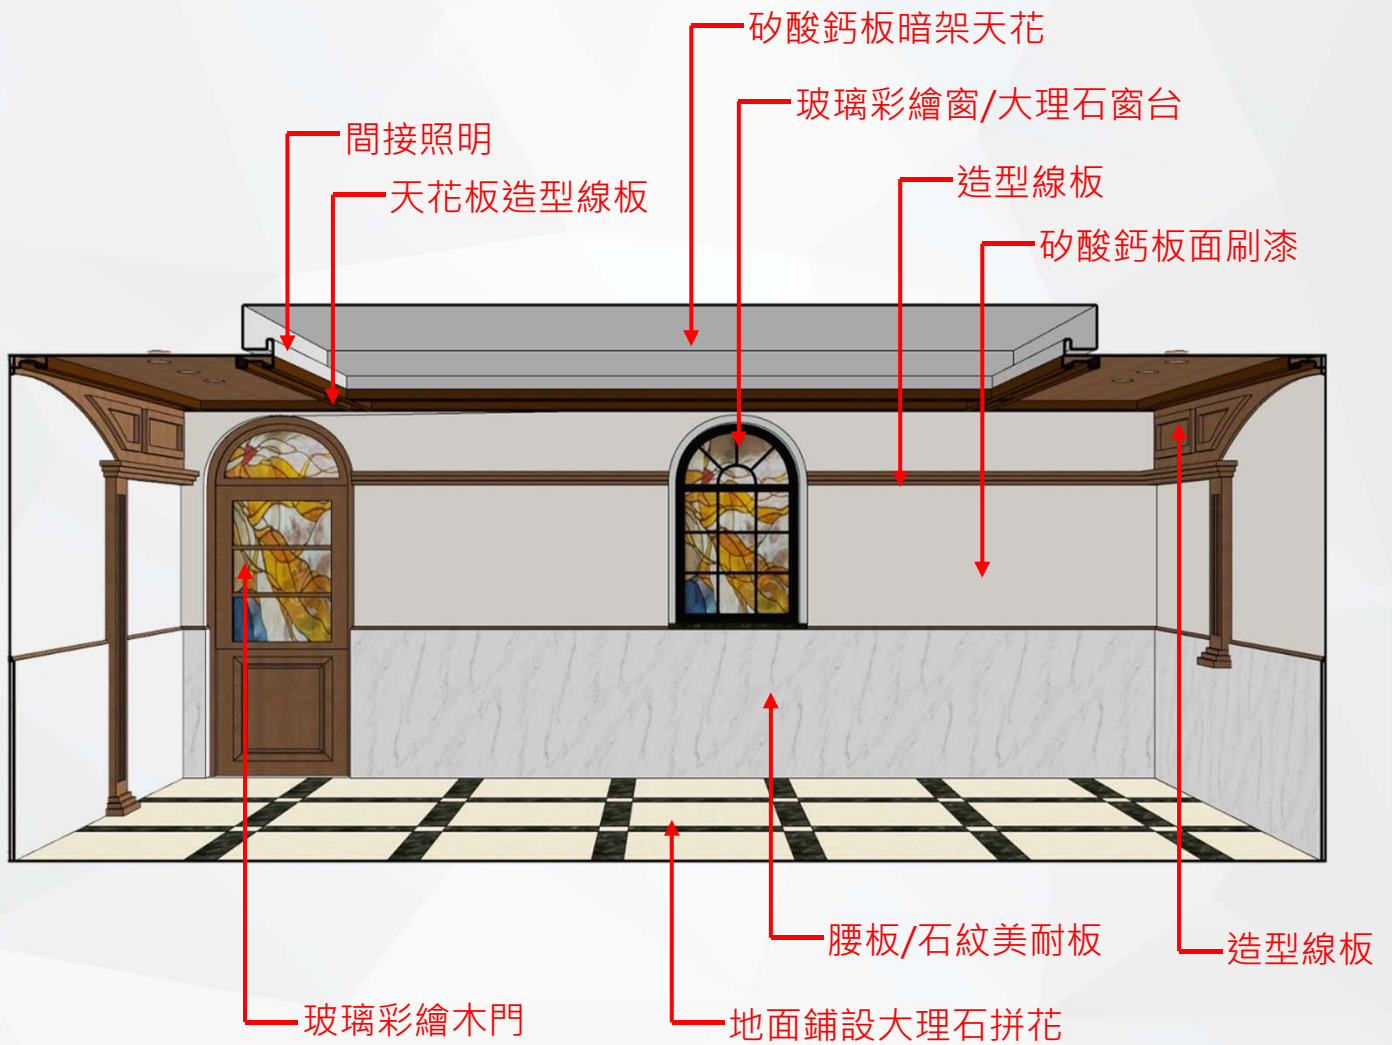 矽酸鈣板暗架天花
玻璃彩繪窗/大理石窗台
間接照明
造型線板
天花板造型線板
矽酸鈣板面刷漆
腰板/石紋美耐板
造型線板
玻璃彩繪木門
地面鋪設大理石拼花